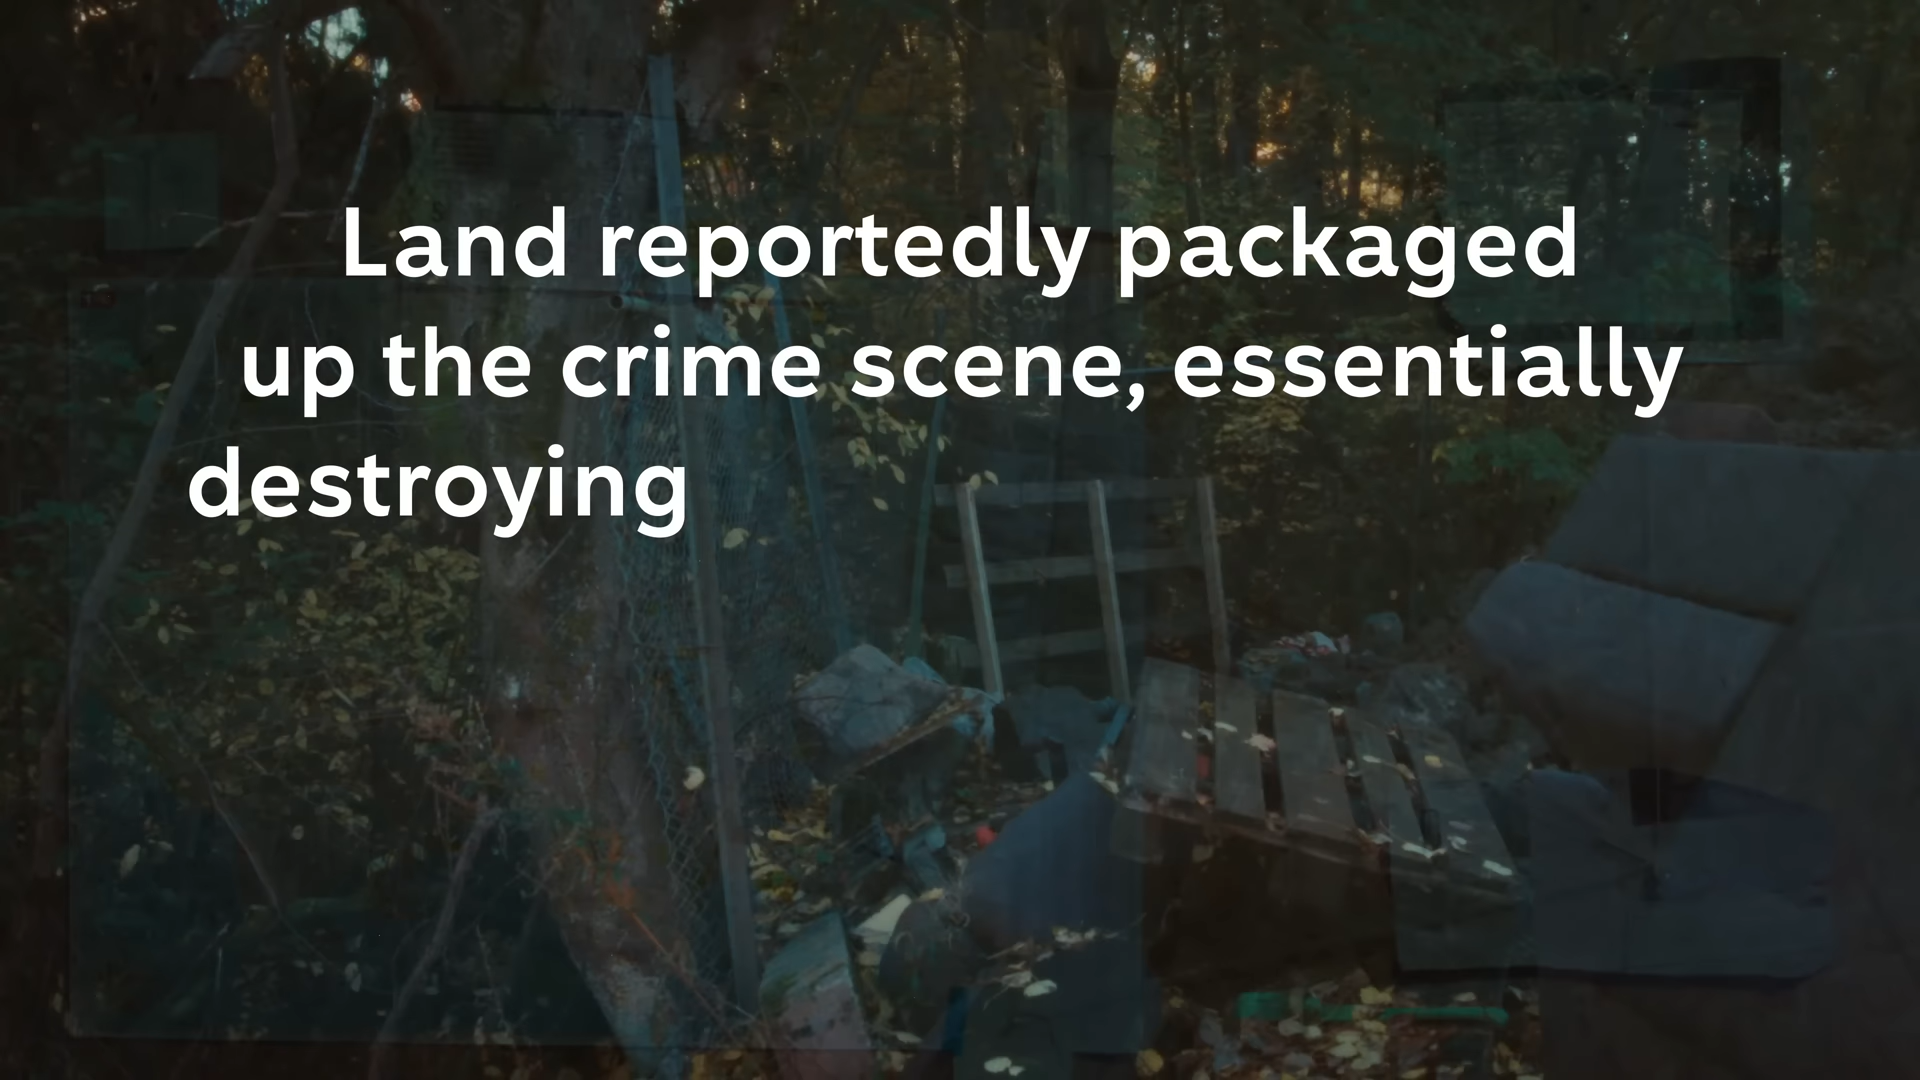 Land reportedly packaged
up the crime scene, essentially
destroying